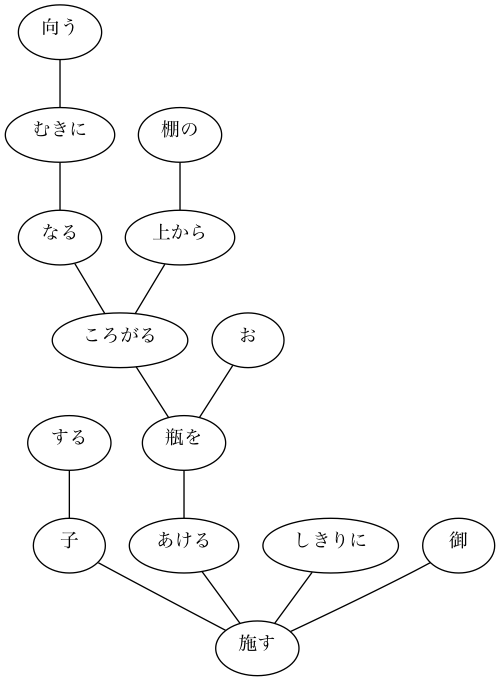 向う
むきに
棚の
なる
上から
ころがる
お
する
瓶を
子
あける
しきりに
御
施す